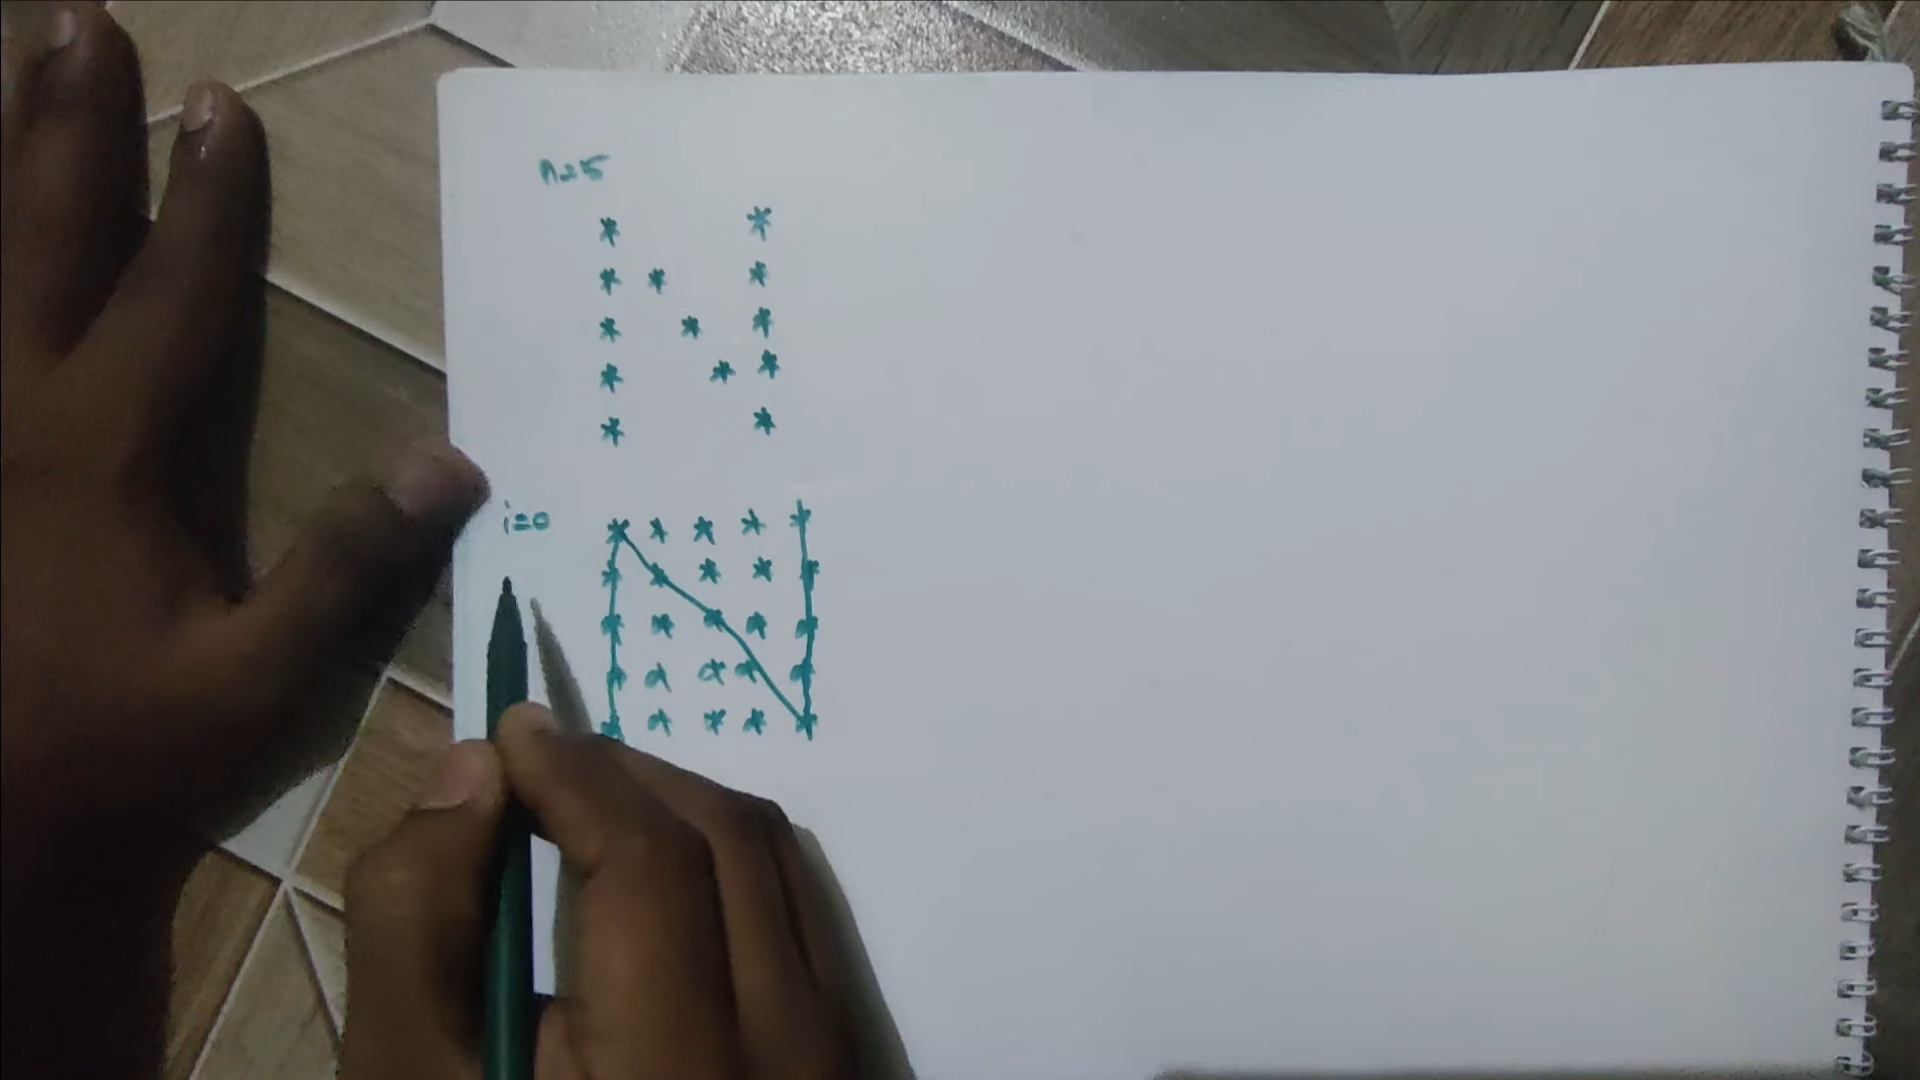 n=5
*       *
* *     *
*   *   *
*     * *
*       *
i=0 * * * * *
* * * * *
* * * * *
* * * * *
* * * * *